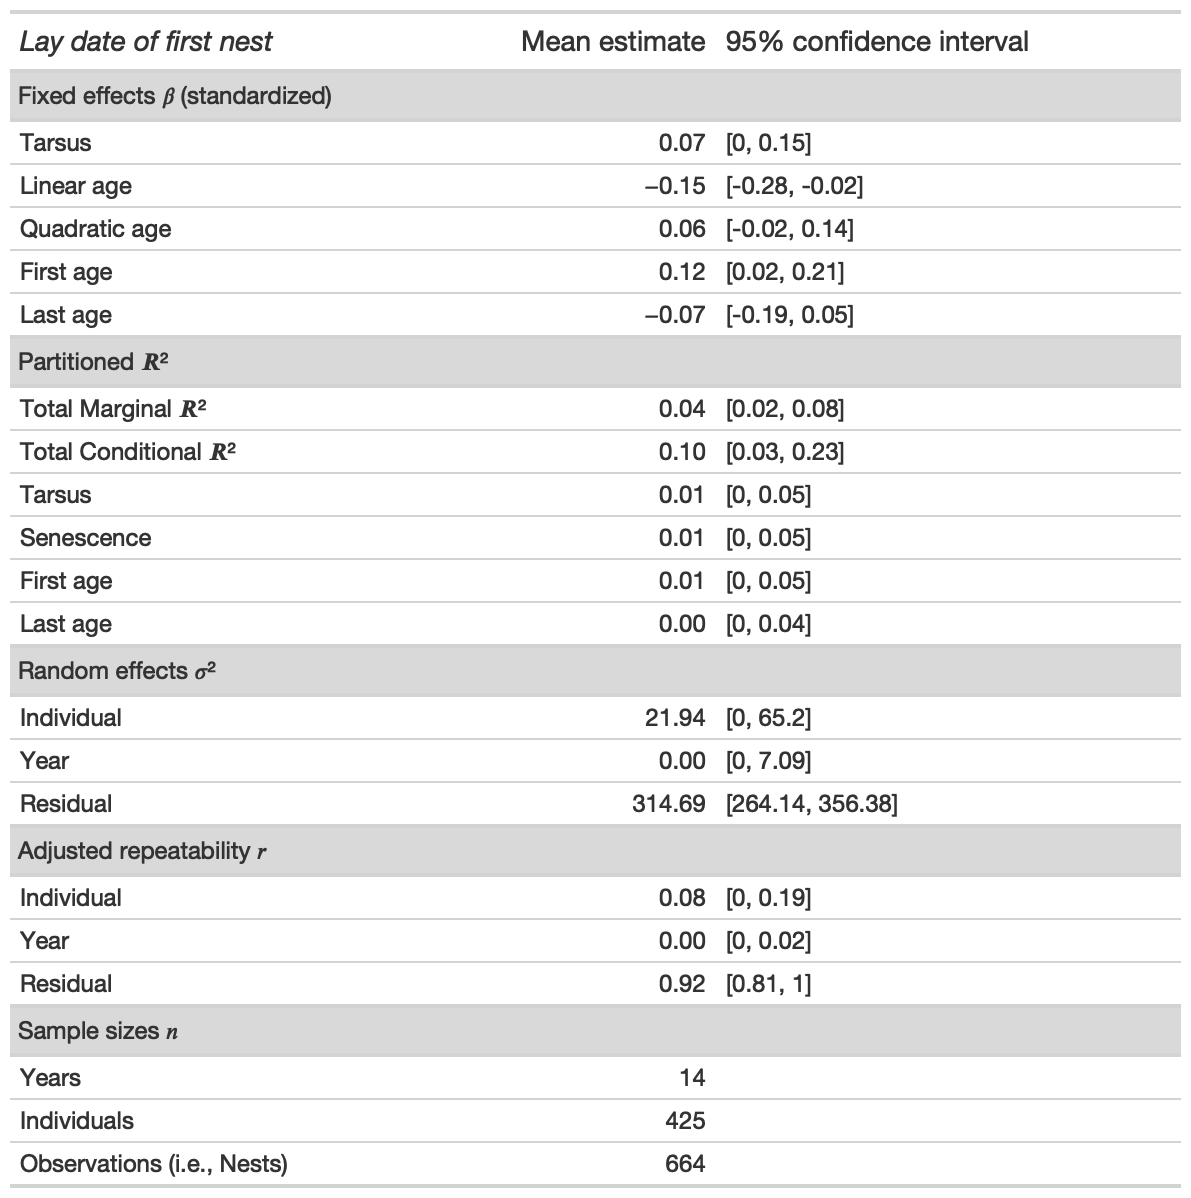 Lay date of first nest Mean estimate 95% confidence interval
Fixed effects β (standardized)
Tarsus 0.07 [0, 0.15]
Linear age −0.15 [-0.28, -0.02]
Quadratic age 0.06 [-0.02, 0.14]
First age 0.12 [0.02, 0.21]
Last age −0.07 [-0.19, 0.05]
Partitioned R²
Total Marginal R² 0.04 [0.02, 0.08]
Total Conditional R² 0.10 [0.03, 0.23]
Tarsus 0.01 [0, 0.05]
Senescence 0.01 [0, 0.05]
First age 0.01 [0, 0.05]
Last age 0.00 [0, 0.04]
Random effects σ²
Individual 21.94 [0, 65.2]
Year 0.00 [0, 7.09]
Residual 314.69 [264.14, 356.38]
Adjusted repeatability r
Individual 0.08 [0, 0.19]
Year 0.00 [0, 0.02]
Residual 0.92 [0.81, 1]
Sample sizes n
Years 14
Individuals 425
Observations (i.e., Nests) 664